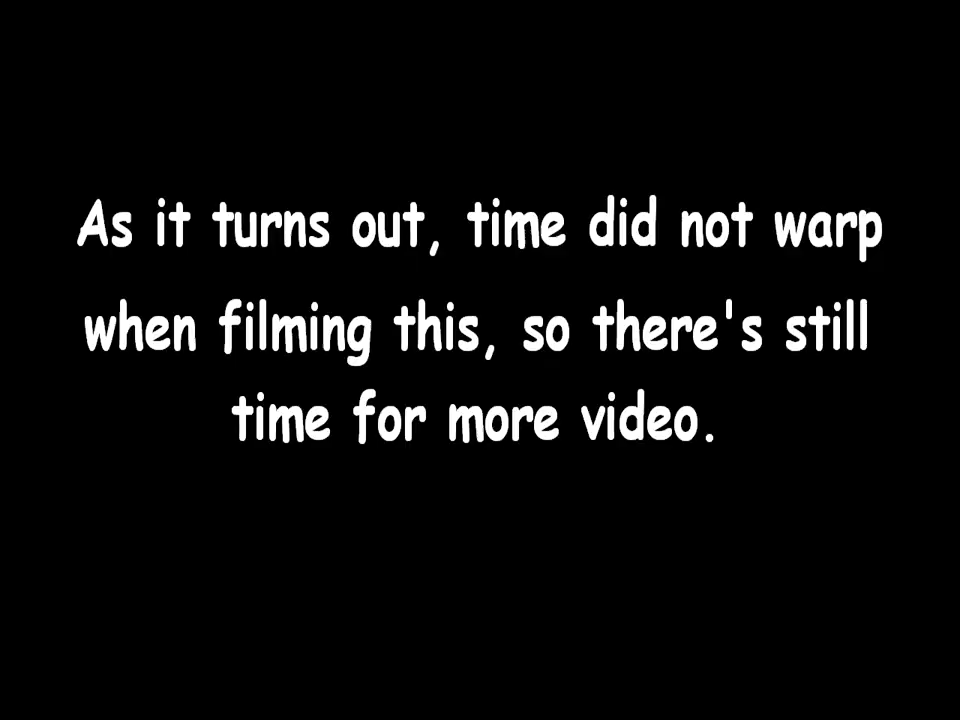 As it turns out, time did not warp
when filming this, so there's still
time for more video.